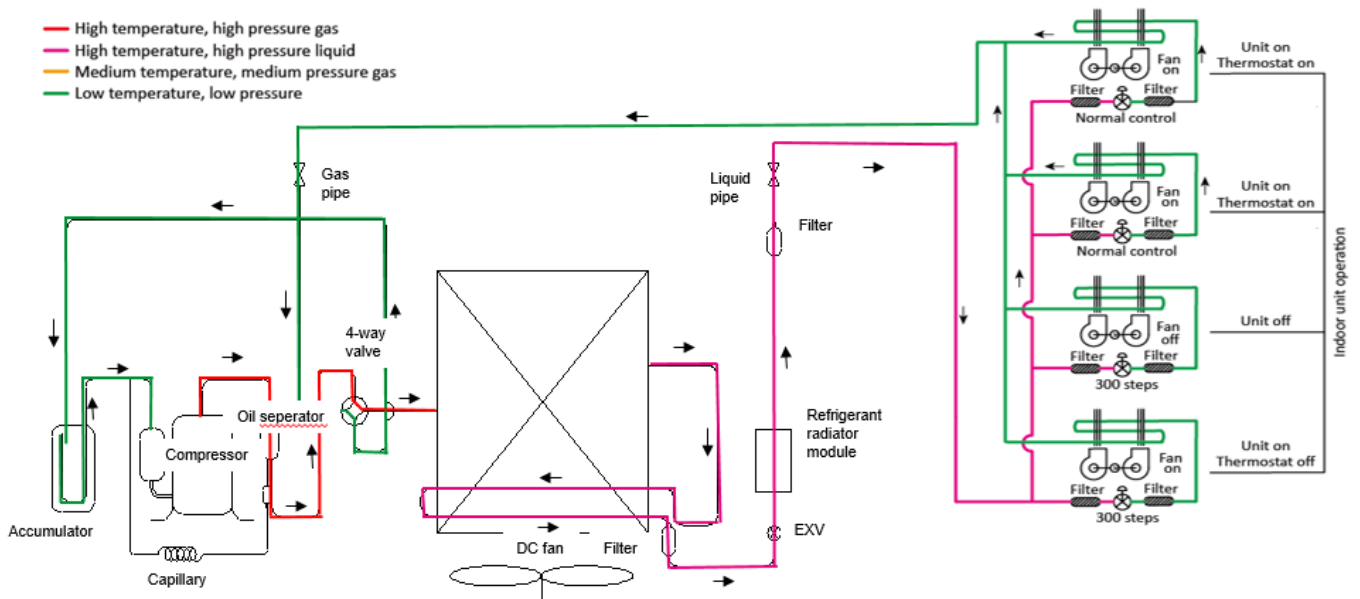 High temperature, high pressure gas
High temperature, high pressure liquid
Medium temperature, medium pressure gas
Low temperature, low pressure
Gas
pipe
Liquid
pipe
Filter
4-way
valve
Oil seperator
Compressor
Accumulator
Capillary
DC fan
Filter
EXV
Refrigerant
radiator
module
Fan
on
Filter
Filter
Normal control
Unit on
Thermostat on
Fan
on
Filter
Filter
Normal control
Unit on
Thermostat on
Fan
off
Filter
Filter
300 steps
Unit off
Fan
on
Filter
Filter
300 steps
Unit on
Thermostat off
Indoor unit operation